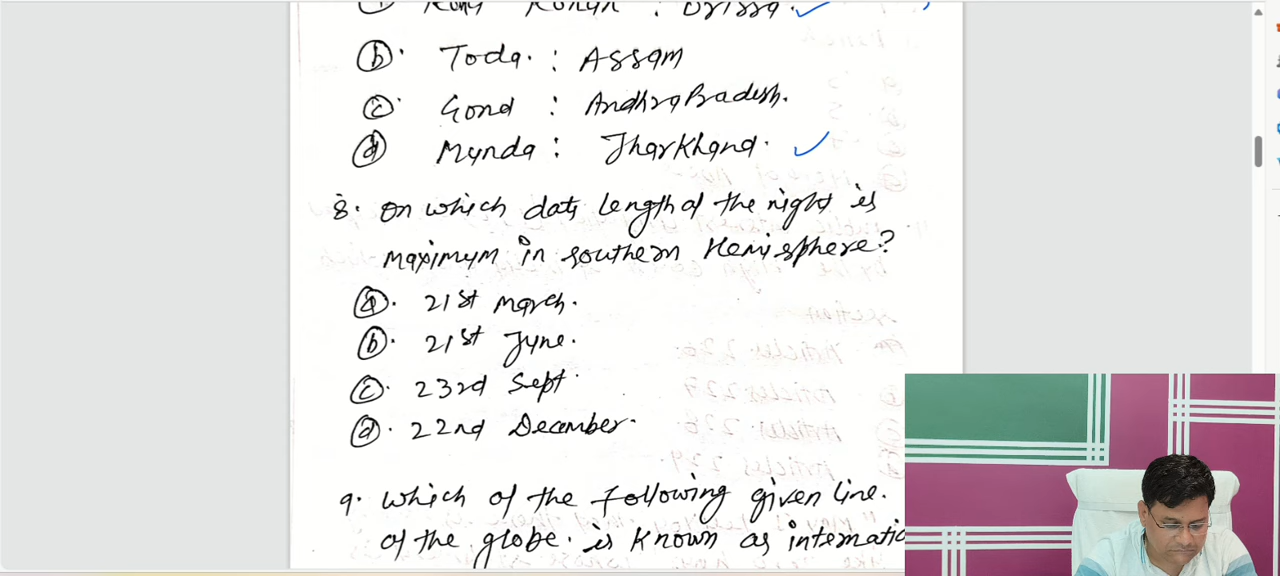 : Orissa.
(b). Toda. : Assam
(c). Gond : Andhra Pradesh.
(d) Munda : Jharkhand.
8. On which date length of the night is
maximum in southern Hemisphere?
(a). 21st March.
(b). 21st June.
(c). 23rd Sept.
(d). 22nd December.
9. Which of the following given line.
of the globe. is known as